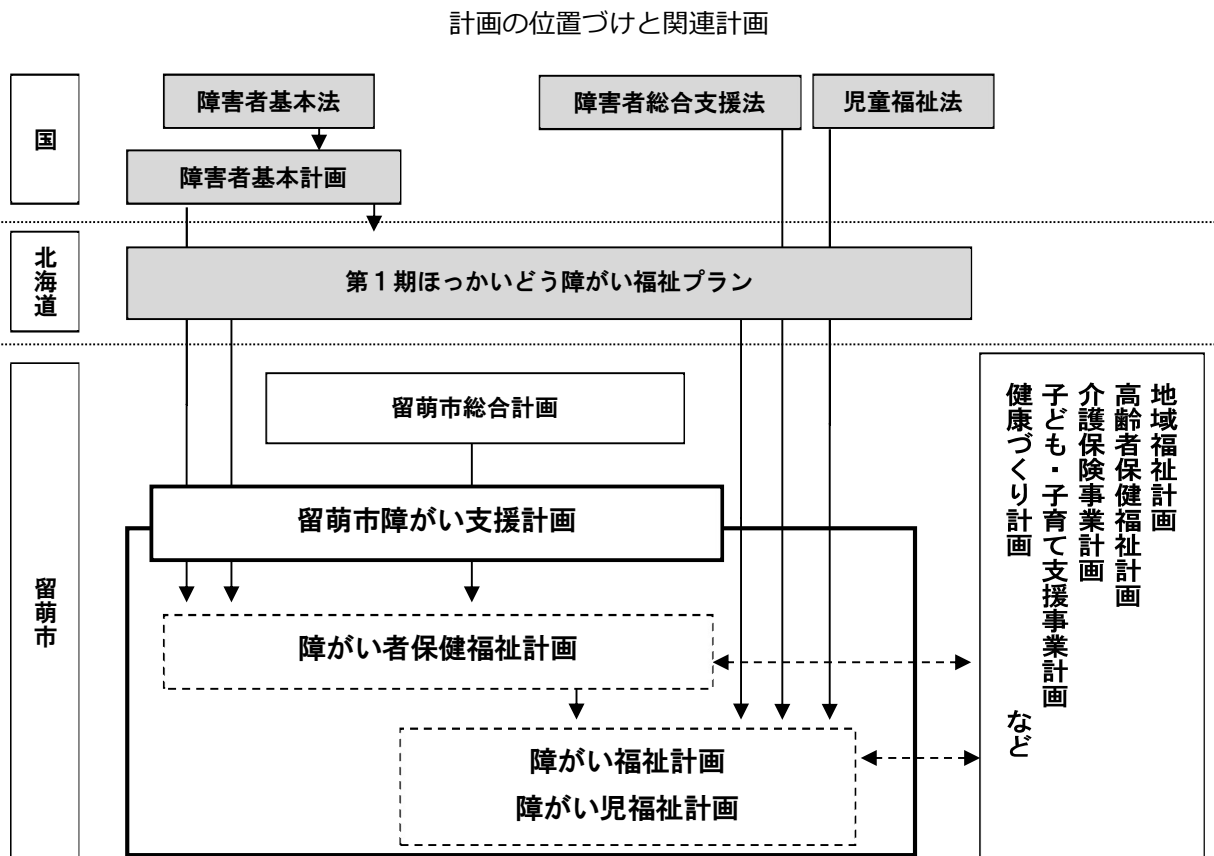 計画の位置づけと関連計画
国
障害者基本法
障害者総合支援法
児童福祉法
障害者基本計画
北海道
第1期ほっかいどう障がい福祉プラン
留萌市
留萌市総合計画
留萌市障がい支援計画
障がい者保健福祉計画
障がい福祉計画
障がい児福祉計画
地域福祉計画
高齢者保健福祉計画
介護保険事業計画
子ども・子育て支援事業計画
健康づくり計画　など